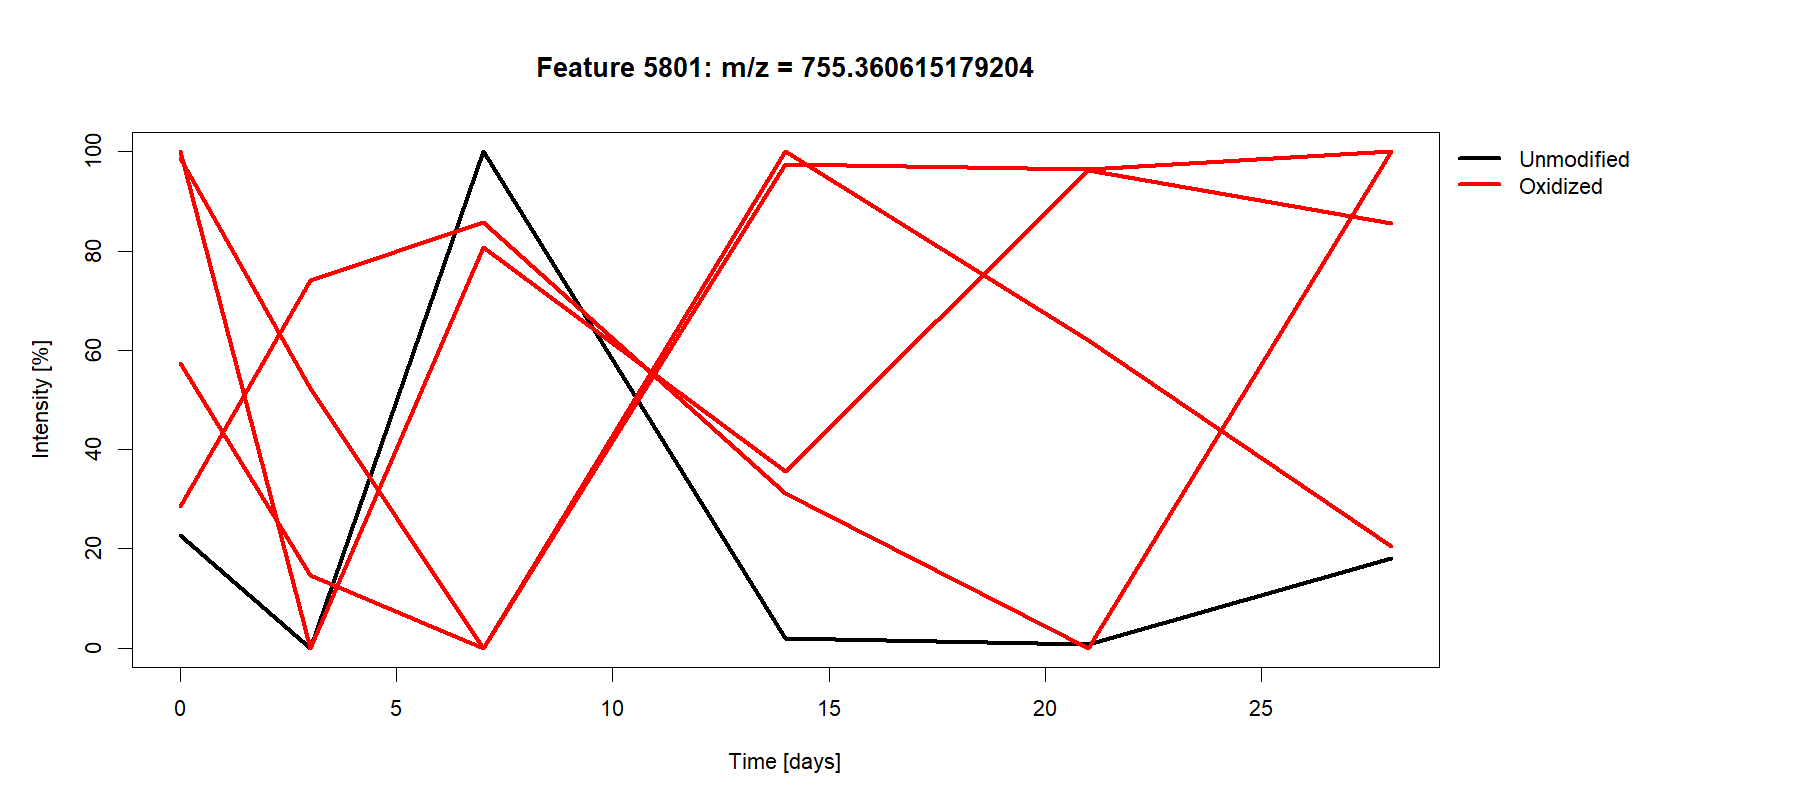 Feature 5801: m/z = 755.360615179204
Unmodified
Oxidized
Intensity [%]
100
80
60
40
20
0
0 5 10 15 20 25
Time [days]